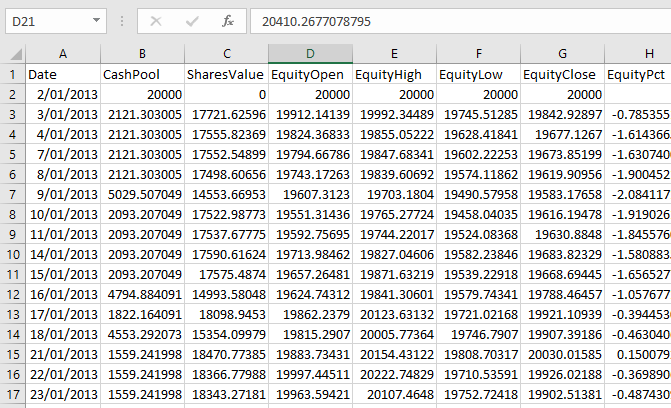 D21 fx 20410.2677078795
A B C D E F G H
1 Date CashPool SharesValue EquityOpen EquityHigh EquityLow EquityClose EquityPct
2 2/01/2013 20000 0 20000 20000 20000 20000
3 3/01/2013 2121.303005 17721.62596 19912.14139 19992.34489 19745.51285 19842.92897 -0.785355
4 4/01/2013 2121.303005 17555.82369 19824.36833 19855.05222 19628.41841 19677.1267 -1.614366
5 7/01/2013 2121.303005 17552.54899 19794.66786 19847.68341 19602.22253 19673.85199 -1.630740
6 8/01/2013 2121.303005 17498.60656 19743.17263 19839.60692 19574.11862 19619.90956 -1.900452
7 9/01/2013 5029.507049 14553.66953 19607.3123 19703.1804 19490.57958 19583.17658 -2.084117
8 10/01/2013 2093.207049 17522.98773 19551.31436 19765.27724 19458.04035 19616.19478 -1.919026
9 11/01/2013 2093.207049 17537.67775 19592.75695 19744.22017 19524.08368 19630.8848 -1.845576
10 14/01/2013 2093.207049 17590.61624 19713.98462 19827.04606 19582.23846 19683.82329 -1.580883
11 15/01/2013 2093.207049 17575.4874 19657.26481 19871.63219 19539.22918 19668.69445 -1.656527
12 16/01/2013 4794.884091 14993.58048 19624.74312 19841.30601 19579.74341 19788.46457 -1.057677
13 17/01/2013 1822.164091 18098.9453 19862.2379 20123.63132 19721.02168 19921.10939 -0.394453
14 18/01/2013 4553.292073 15354.09979 19815.2907 20005.77364 19746.7907 19907.39186 -0.463040
15 21/01/2013 1559.241998 18470.77385 19883.73431 20154.43122 19808.70317 20030.01585 0.150079
16 22/01/2013 1559.241998 18366.77988 19997.44511 20222.74829 19710.53591 19926.02188 -0.369890
17 23/01/2013 1559.241998 18343.27181 19963.59421 20107.4648 19752.72418 19902.51381 -0.487430